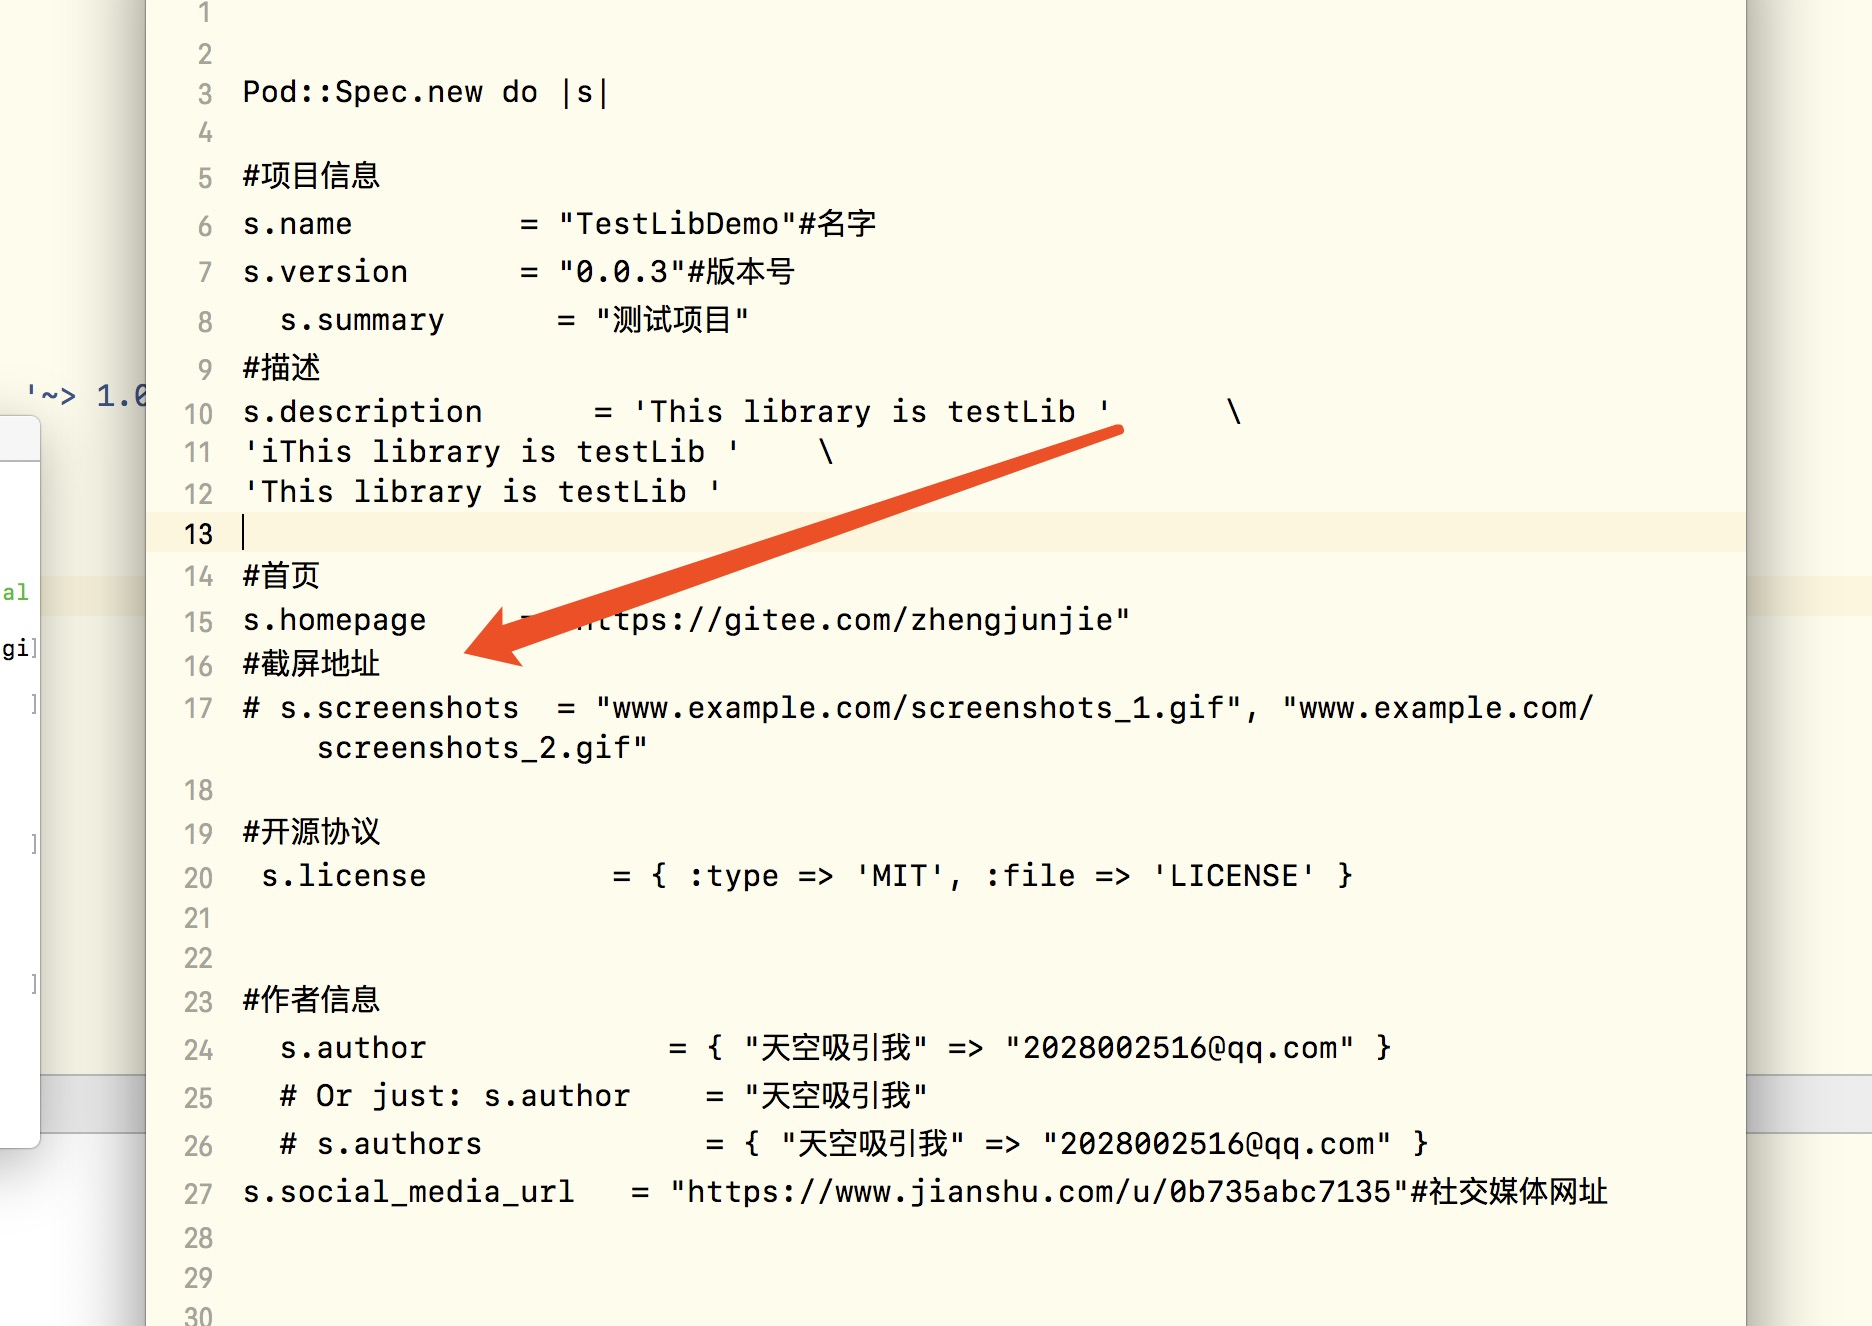 1
2
3 Pod::Spec.new do |s|
4
5 #项目信息
6 s.name         = "TestLibDemo"#名字
7 s.version      = "0.0.3"#版本号
8   s.summary      = "测试项目"
9 #描述
'~> 1.0
10 s.description      = 'This library is testLib '      \
11 'iThis library is testLib '    \
12 'This library is testLib '
13
14 #首页
al
15 s.homepage     = https://gitee.com/zhengjunjie"
gi]
16 #截屏地址
17 # s.screenshots  = "www.example.com/screenshots_1.gif", "www.example.com/
screenshots_2.gif"
]
18
19 #开源协议
]
20  s.license          = { :type => 'MIT', :file => 'LICENSE' }
21
22
]
23 #作者信息
24   s.author             = { "天空吸引我" => "2028002516@qq.com" }
25   # Or just: s.author    = "天空吸引我"
26   # s.authors            = { "天空吸引我" => "2028002516@qq.com" }
27 s.social_media_url   = "https://www.jianshu.com/u/0b735abc7135"#社交媒体网址
28
29
30